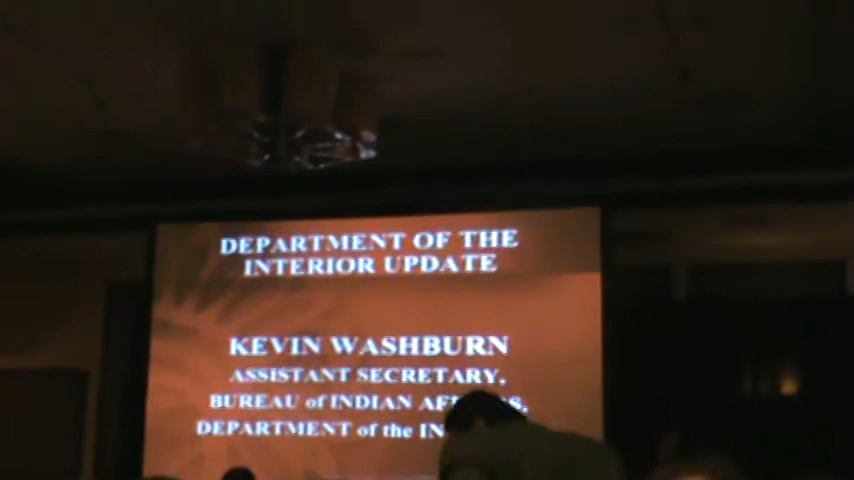 DEPARTMENT OF THE
INTERIOR UPDATE
KEVIN WASHBURN
ASSISTANT SECRETARY,
BUREAU of INDIAN
DEPARTMENT of the